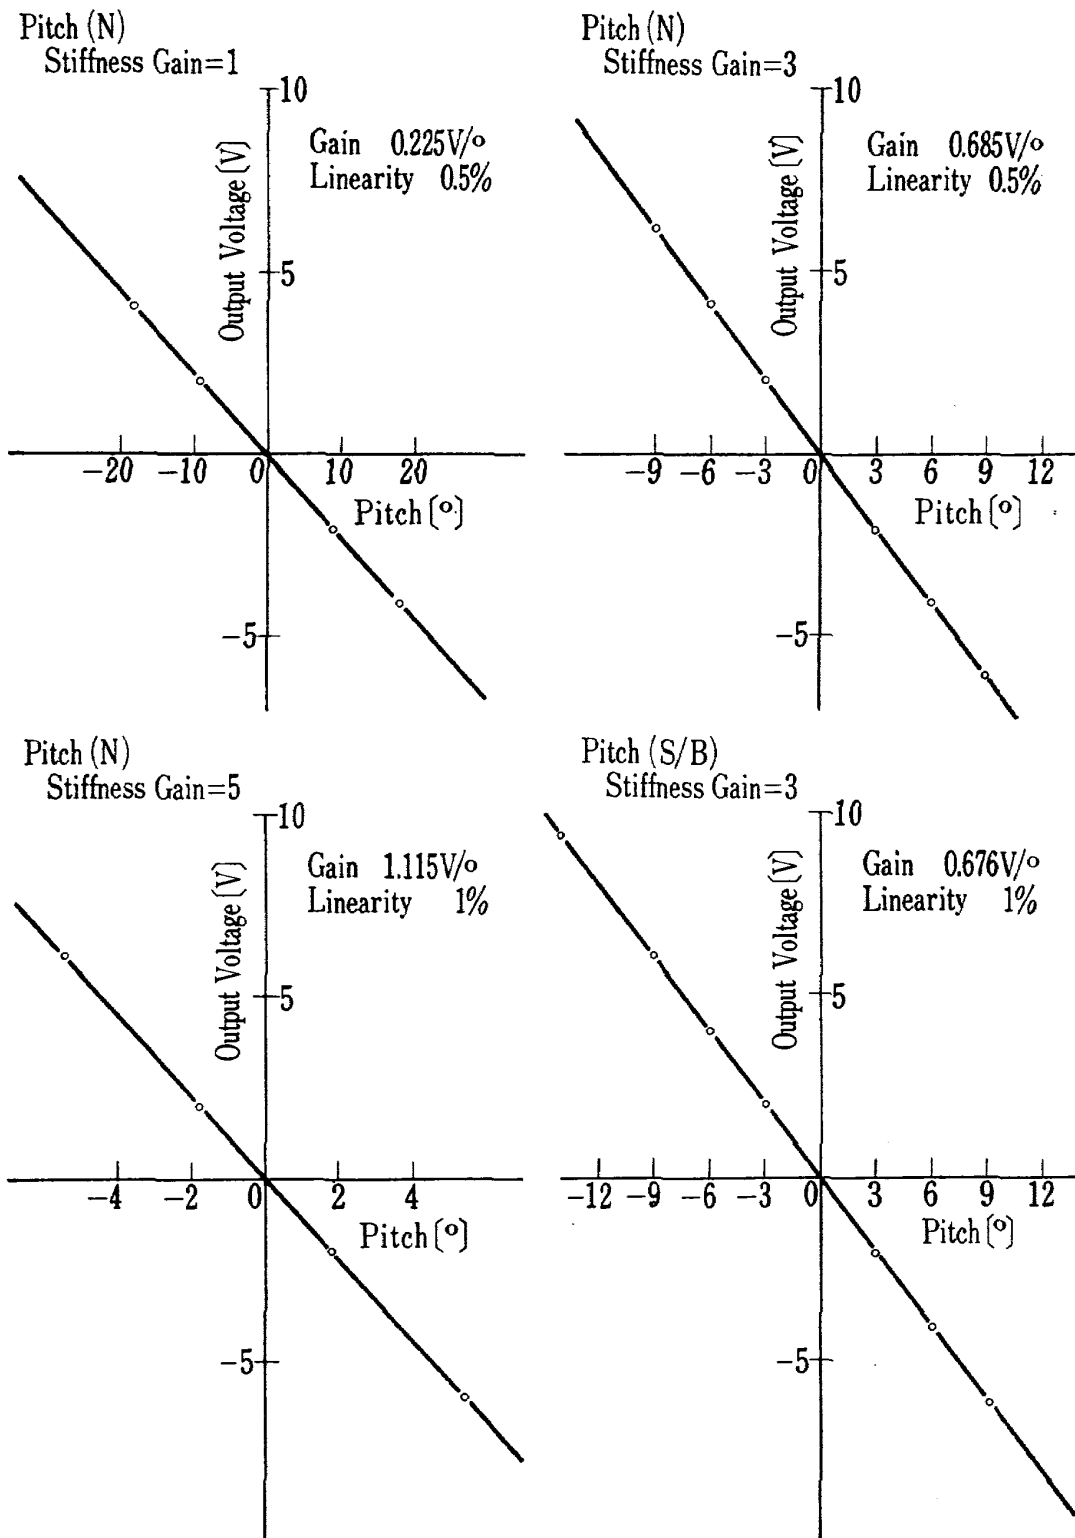 Pitch (N)
Stiffness Gain=1
10
Gain 0.225V/°
Linearity 0.5%
Output Voltage [V]
5
-20 -10 0 10 20
Pitch [°]
-5
Pitch (N)
Stiffness Gain=3
10
Gain 0.685V/°
Linearity 0.5%
Output Voltage [V]
5
-9 -6 -3 0 3 6 9 12
Pitch [°]
-5
Pitch (N)
Stiffness Gain=5
10
Gain 1.115V/°
Linearity 1%
Output Voltage [V]
5
-4 -2 0 2 4
Pitch [°]
-5
Pitch (S/B)
Stiffness Gain=3
10
Gain 0.676V/°
Linearity 1%
Output Voltage [V]
5
-12 -9 -6 -3 0 3 6 9 12
Pitch [°]
-5